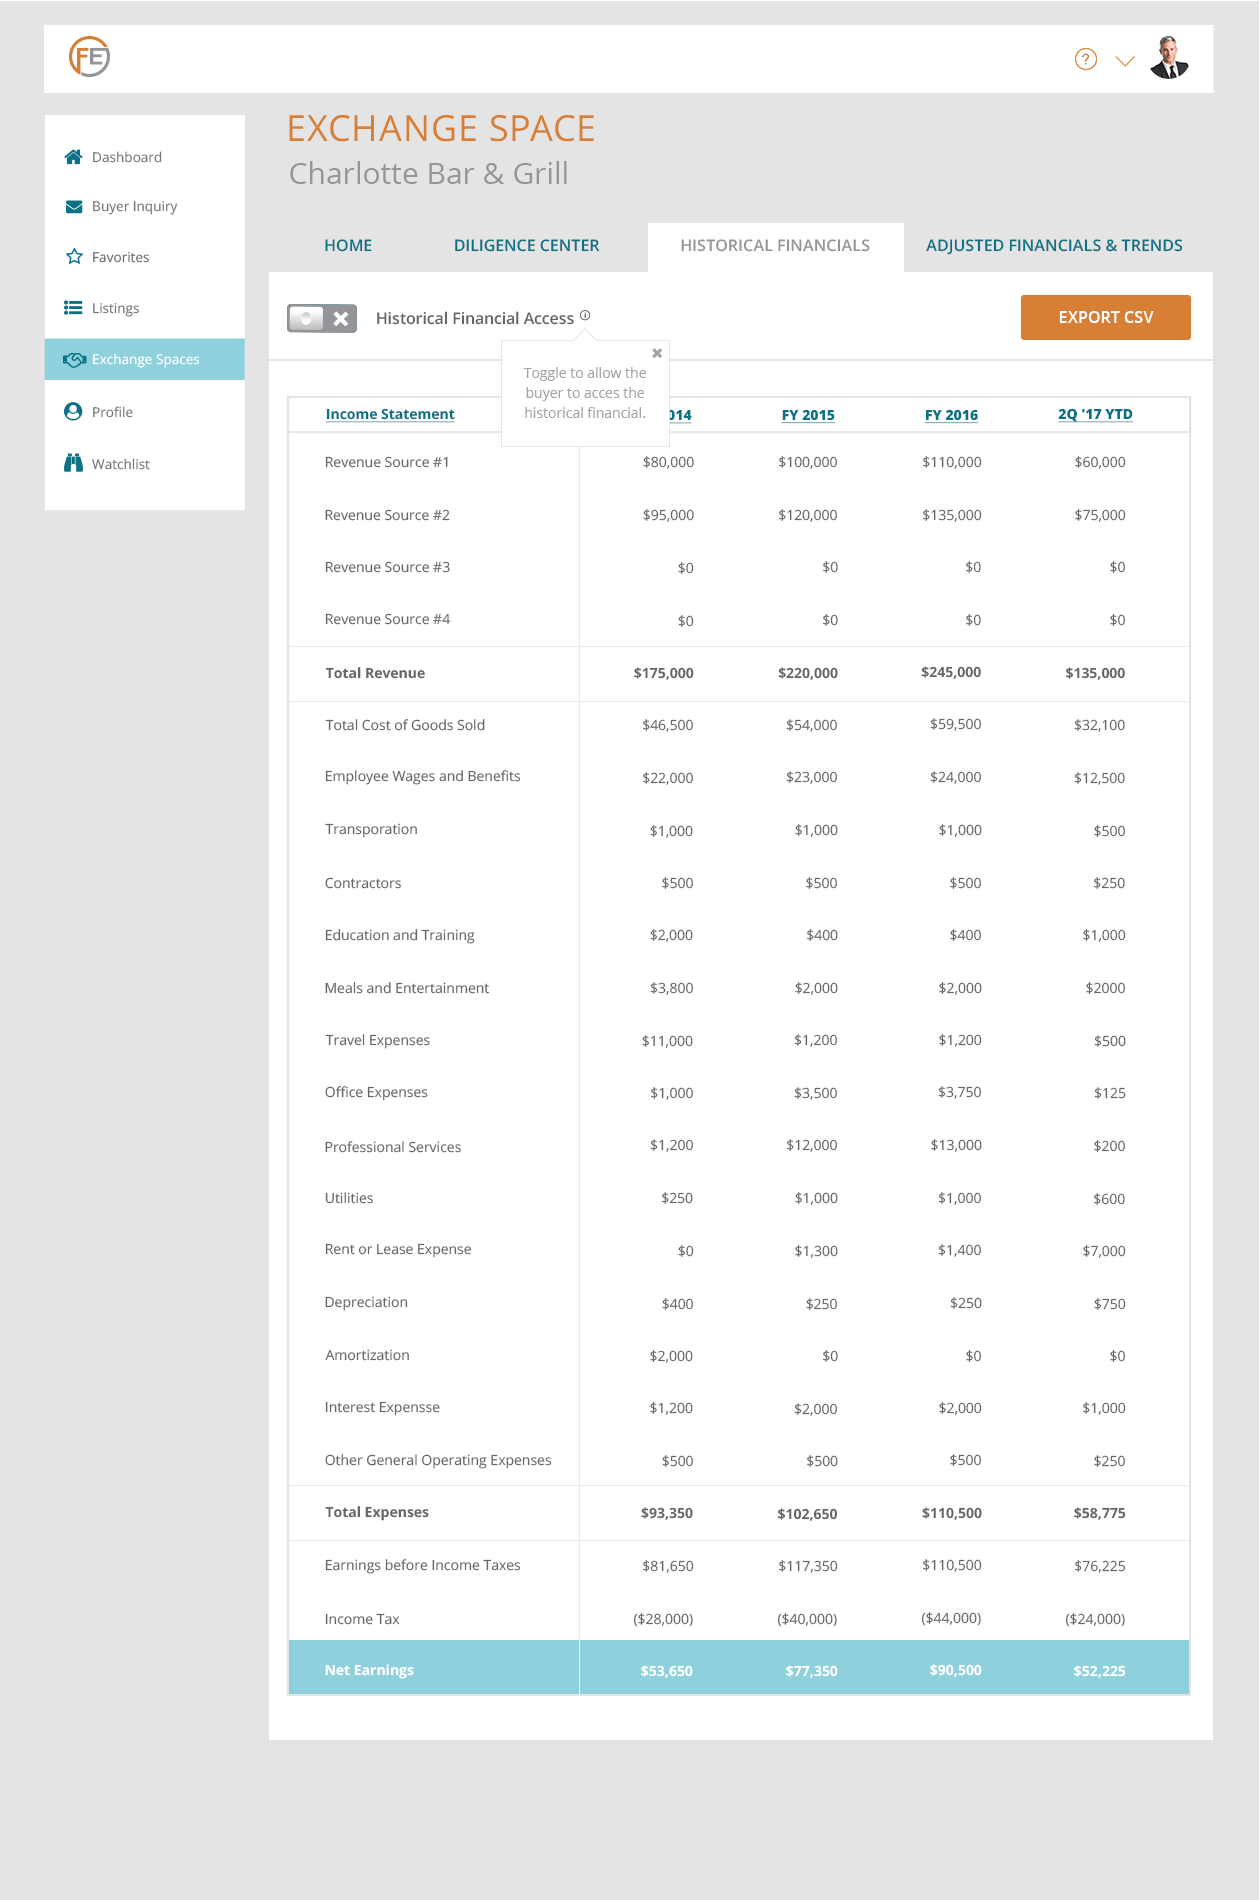 FE
?
EXCHANGE SPACE
Charlotte Bar & Grill
Dashboard
Buyer Inquiry
Favorites
Listings
Exchange Spaces
Profile
Watchlist
HOME DILIGENCE CENTER HISTORICAL FINANCIALS ADJUSTED FINANCIALS & TRENDS
Historical Financial Access EXPORT CSV
Toggle to allow the
buyer to acces the
historical financial.
Income Statement 014 FY 2015 FY 2016 2Q '17 YTD
Revenue Source #1 $80,000 $100,000 $110,000 $60,000
Revenue Source #2 $95,000 $120,000 $135,000 $75,000
Revenue Source #3 $0 $0 $0 $0
Revenue Source #4 $0 $0 $0 $0
Total Revenue $175,000 $220,000 $245,000 $135,000
Total Cost of Goods Sold $46,500 $54,000 $59,500 $32,100
Employee Wages and Benefits $22,000 $23,000 $24,000 $12,500
Transporation $1,000 $1,000 $1,000 $500
Contractors $500 $500 $500 $250
Education and Training $2,000 $400 $400 $1,000
Meals and Entertainment $3,800 $2,000 $2,000 $2000
Travel Expenses $11,000 $1,200 $1,200 $500
Office Expenses $1,000 $3,500 $3,750 $125
Professional Services $1,200 $12,000 $13,000 $200
Utilities $250 $1,000 $1,000 $600
Rent or Lease Expense $0 $1,300 $1,400 $7,000
Depreciation $400 $250 $250 $750
Amortization $2,000 $0 $0 $0
Interest Expensse $1,200 $2,000 $2,000 $1,000
Other General Operating Expenses $500 $500 $500 $250
Total Expenses $93,350 $102,650 $110,500 $58,775
Earnings before Income Taxes $81,650 $117,350 $110,500 $76,225
Income Tax ($28,000) ($40,000) ($44,000) ($24,000)
Net Earnings $53,650 $77,350 $90,500 $52,225